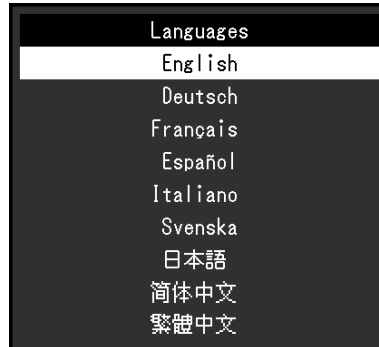 Languages
English
Deutsch
Français
Español
Italiano
Svenska
日本語
简体中文
繁體中文